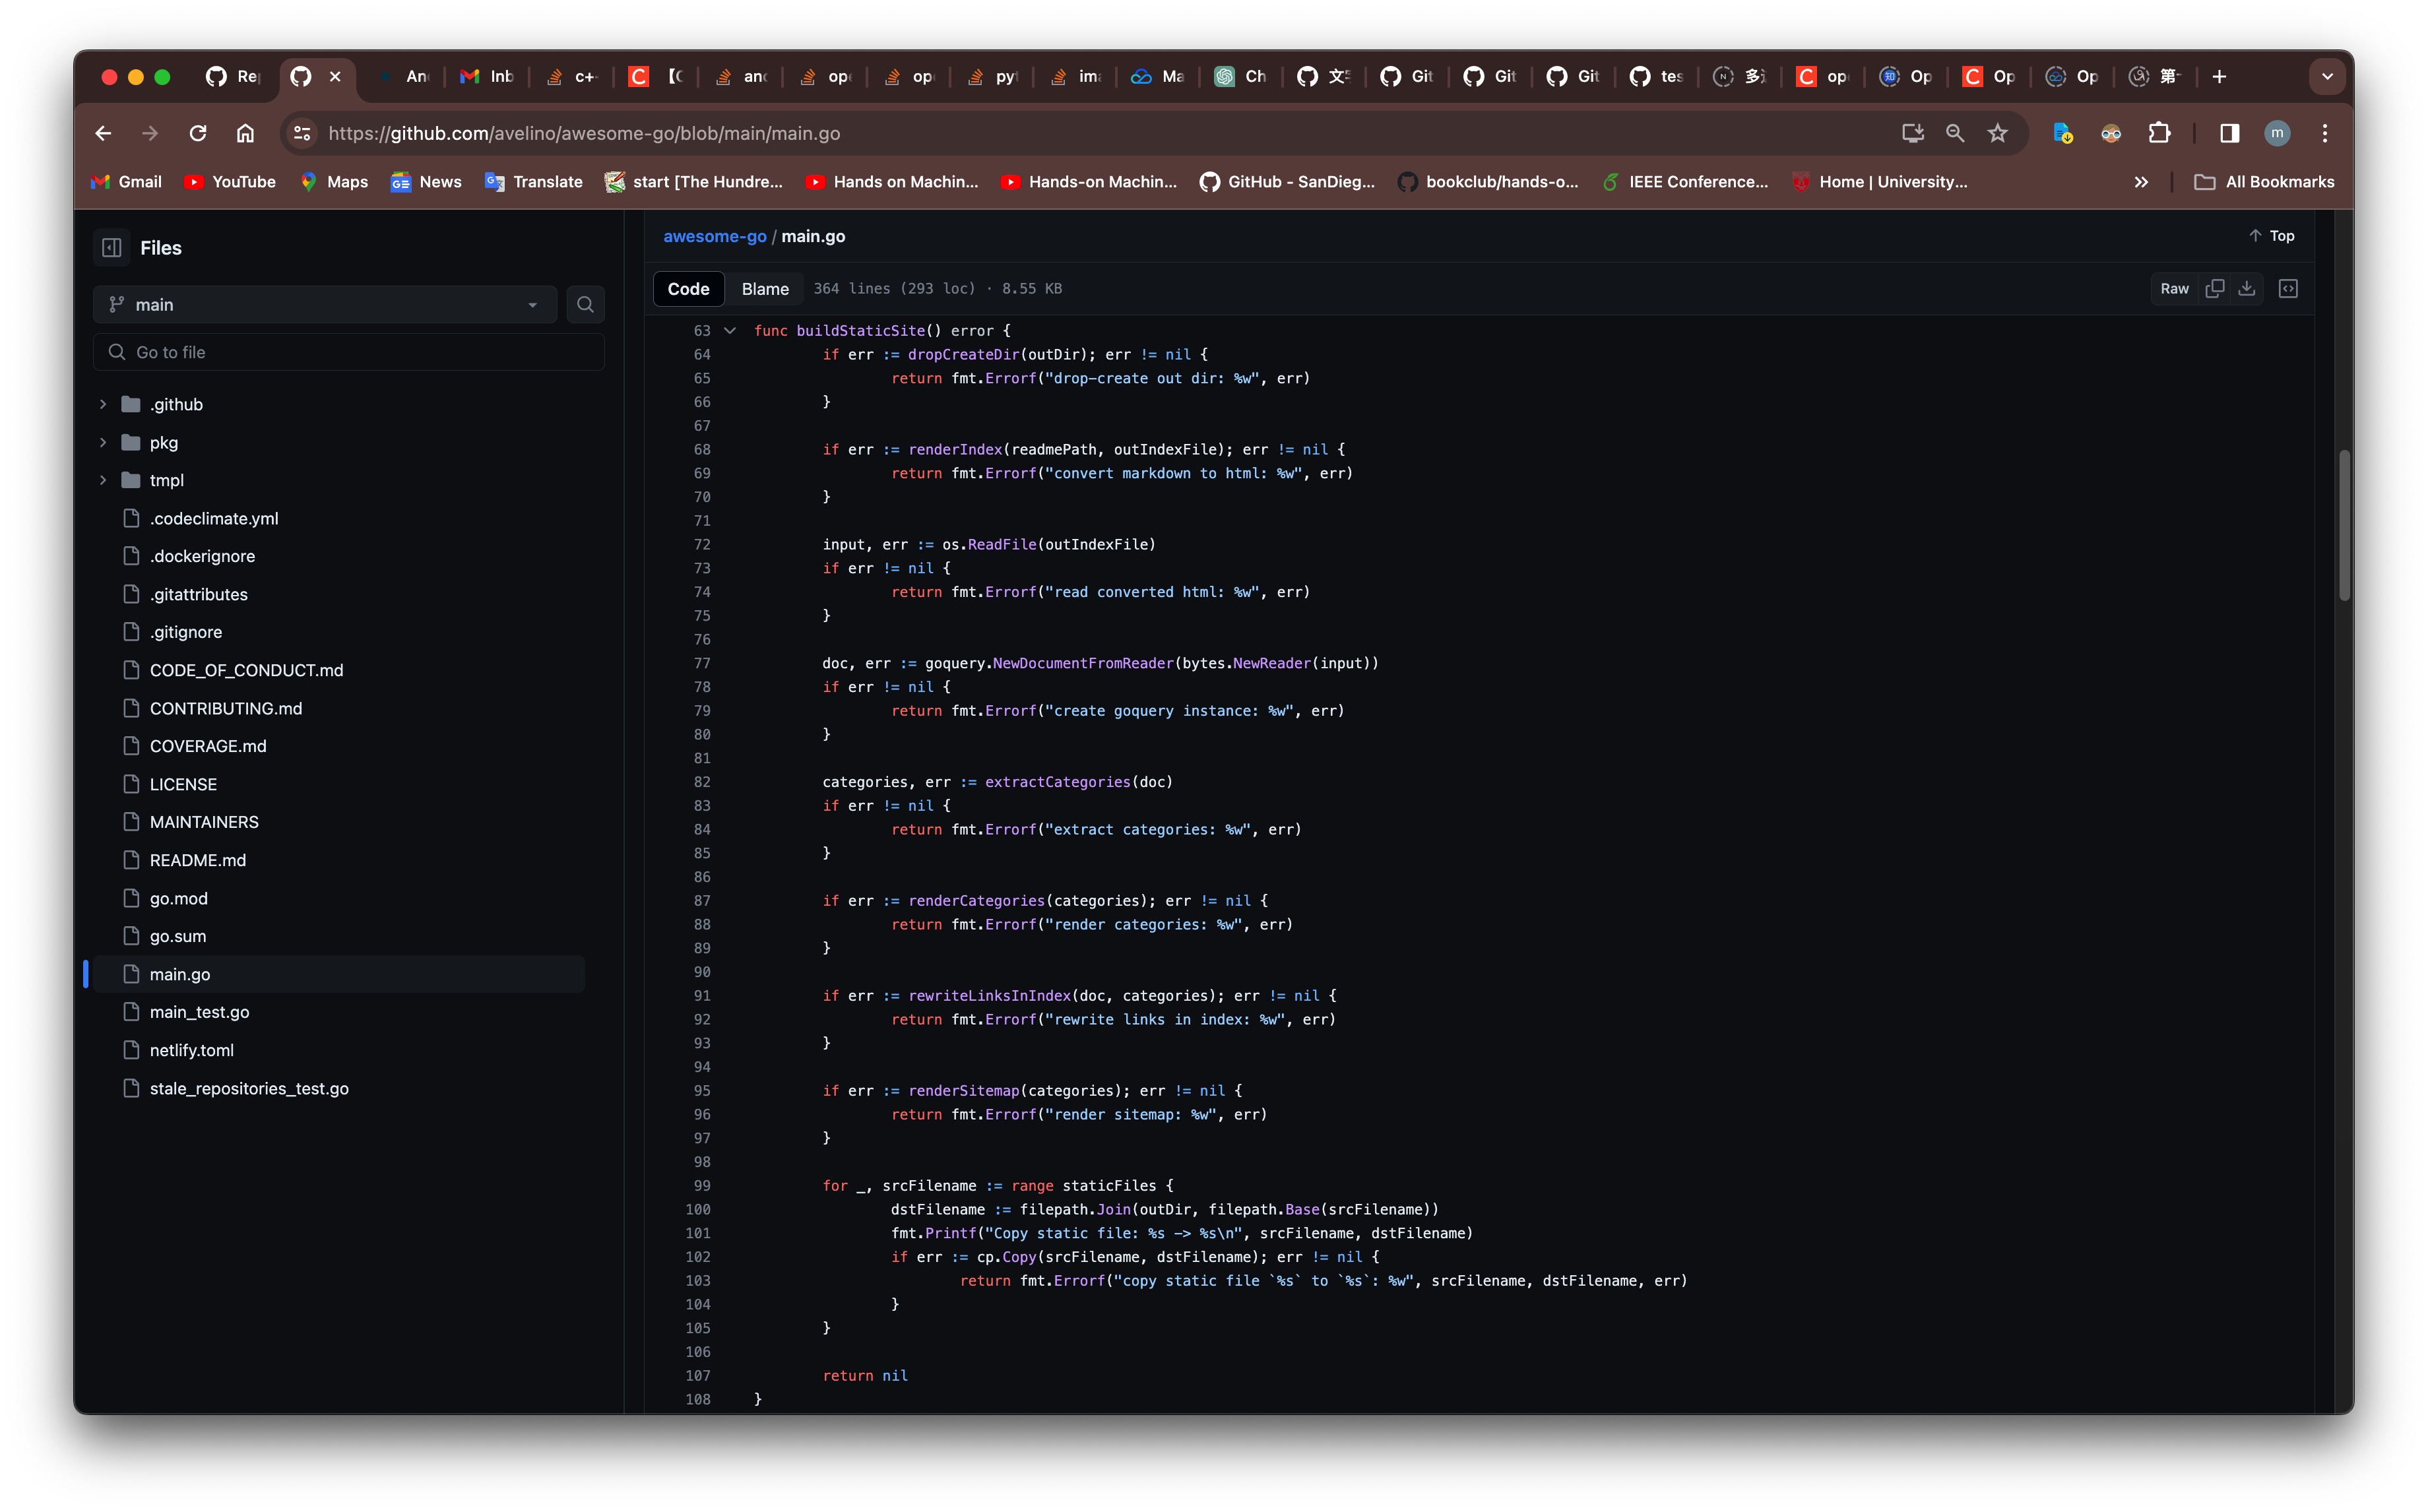 Re
An
Inb
c++
【C
anc
op
op
py
im
Ma
Ch
文
Git
Git
Git
tes
多
op
Op
Op
Op
第
https://github.com/avelino/awesome-go/blob/main/main.go
m
Gmail YouTube Maps News Translate start [The Hundre... Hands on Machin... Hands-on Machin... GitHub - SanDieg... bookclub/hands-o... IEEE Conference... Home | University... All Bookmarks
Files
main
Go to file
.github
pkg
tmpl
.codeclimate.yml
.dockerignore
.gitattributes
.gitignore
CODE_OF_CONDUCT.md
CONTRIBUTING.md
COVERAGE.md
LICENSE
MAINTAINERS
README.md
go.mod
go.sum
main.go
main_test.go
netlify.toml
stale_repositories_test.go
awesome-go / main.go
Top
Code Blame 364 lines (293 loc) · 8.55 KB
Raw
63 func buildStaticSite() error {
64 if err := dropCreateDir(outDir); err != nil {
65 return fmt.Errorf("drop-create out dir: %w", err)
66 }
67
68 if err := renderIndex(readmePath, outIndexFile); err != nil {
69 return fmt.Errorf("convert markdown to html: %w", err)
70 }
71
72 input, err := os.ReadFile(outIndexFile)
73 if err != nil {
74 return fmt.Errorf("read converted html: %w", err)
75 }
76
77 doc, err := goquery.NewDocumentFromReader(bytes.NewReader(input))
78 if err != nil {
79 return fmt.Errorf("create goquery instance: %w", err)
80 }
81
82 categories, err := extractCategories(doc)
83 if err != nil {
84 return fmt.Errorf("extract categories: %w", err)
85 }
86
87 if err := renderCategories(categories); err != nil {
88 return fmt.Errorf("render categories: %w", err)
89 }
90
91 if err := rewriteLinksInIndex(doc, categories); err != nil {
92 return fmt.Errorf("rewrite links in index: %w", err)
93 }
94
95 if err := renderSitemap(categories); err != nil {
96 return fmt.Errorf("render sitemap: %w", err)
97 }
98
99 for _, srcFilename := range staticFiles {
100 dstFilename := filepath.Join(outDir, filepath.Base(srcFilename))
101 fmt.Printf("Copy static file: %s -> %s\n", srcFilename, dstFilename)
102 if err := cp.Copy(srcFilename, dstFilename); err != nil {
103 return fmt.Errorf("copy static file `%s` to `%s`: %w", srcFilename, dstFilename, err)
104 }
105 }
106
107 return nil
108 }